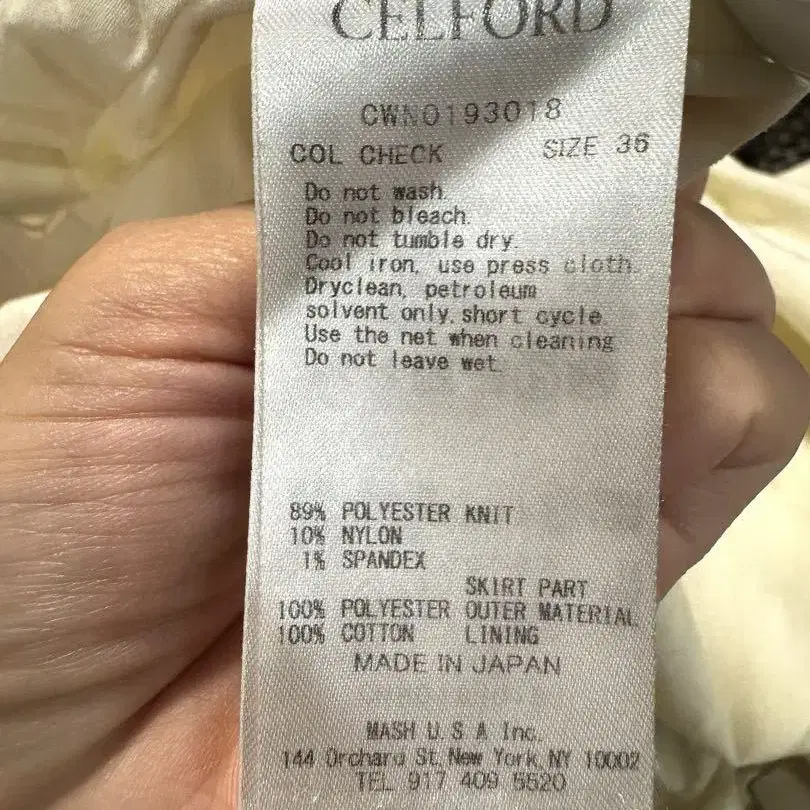 CELFORD
CWNO193018
COL CHECK SIZE 36
Do not wash.
Do not bleach.
Do not tumble dry.
Cool iron, use press cloth.
Dryclean, petroleum
solvent only, short cycle.
Use the net when cleaning
Do not leave wet.
89% POLYESTER KNIT
10% NYLON
1% SPANDEX
SKIRT PART
100% POLYESTER OUTER MATERIAL
100% COTTON LINING
MADE IN JAPAN
MASH U.S A Inc.
144 Orchard St, New York, NY 10002
TEL 917 409 5520